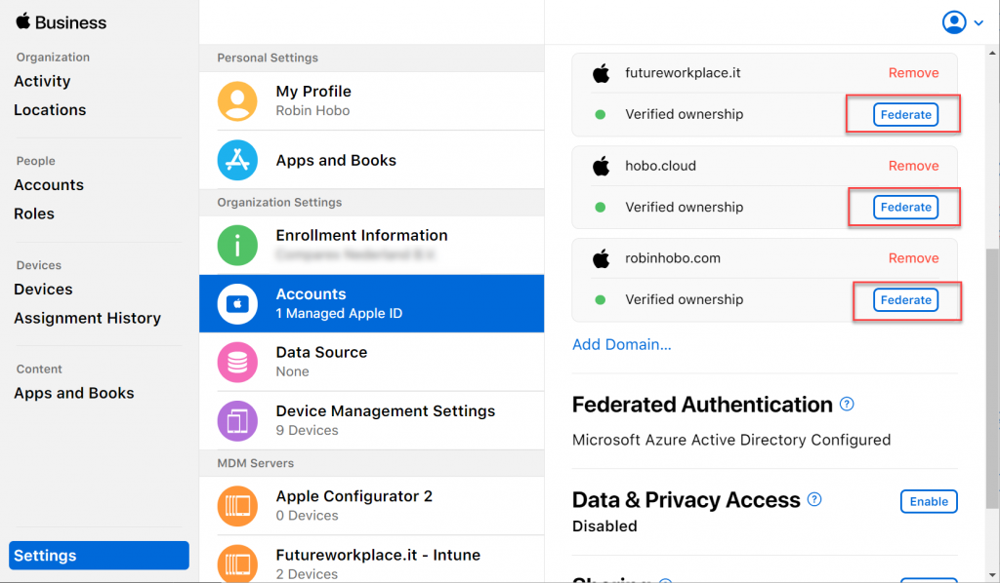 Business
Organization
Activity
Locations
People
Accounts
Roles
Devices
Devices
Assignment History
Content
Apps and Books
Settings
Personal Settings
My Profile
Robin Hobo
Apps and Books
Organization Settings
Enrollment Information
Accounts
1 Managed Apple ID
Data Source
None
Device Management Settings
9 Devices
MDM Servers
Apple Configurator 2
0 Devices
Futureworkplace.it - Intune
2 Devices
futureworkplace.it Remove
Verified ownership Federate
hobo.cloud Remove
Verified ownership Federate
robinhobo.com Remove
Verified ownership Federate
Add Domain...
Federated Authentication ?
Microsoft Azure Active Directory Configured
Data & Privacy Access ? Enable
Disabled